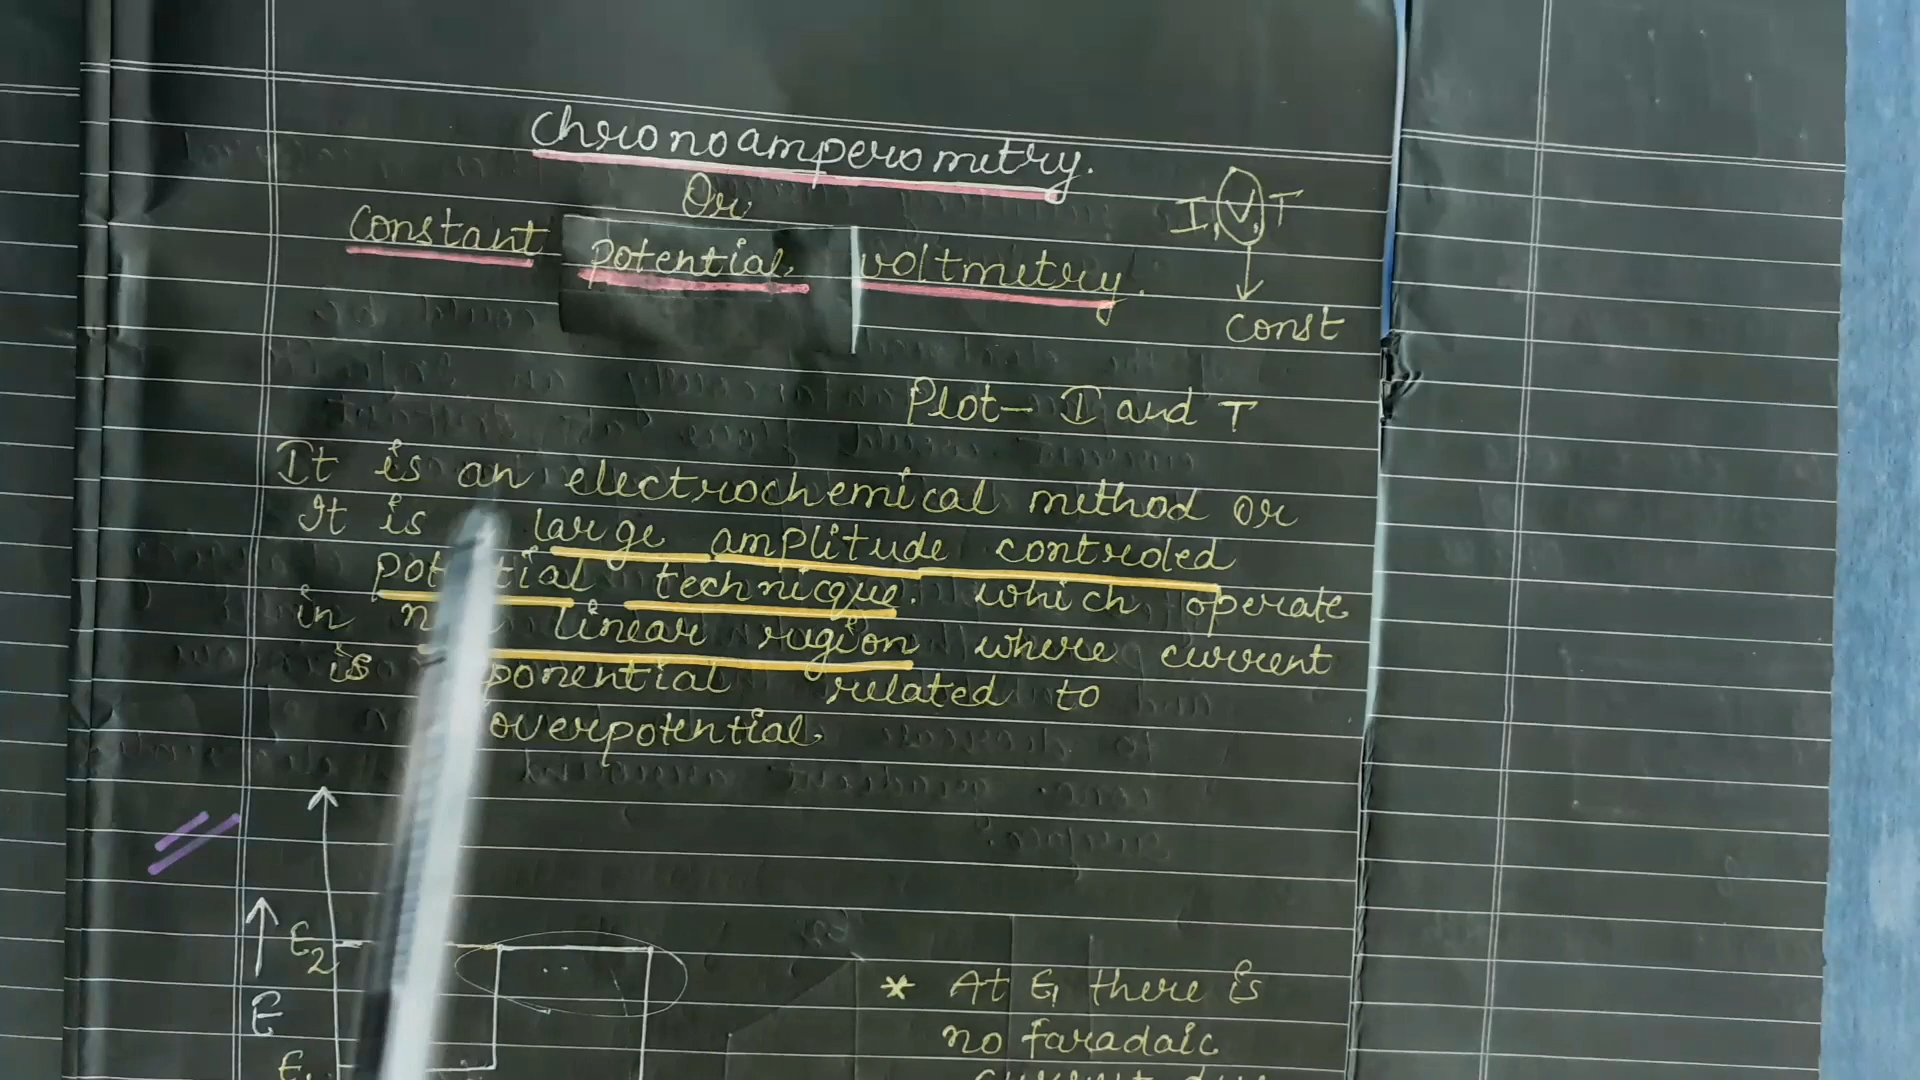 Chronoamperometry.
Or
Constant potential voltmetry.
I, V, T
Const
Plot - I and T
It is an electrochemical method or
It is large amplitude controled
technique. which operate
in linear region where current
is related to
overpotential.
E2
E
E1
* At E1 there is
no faradaic